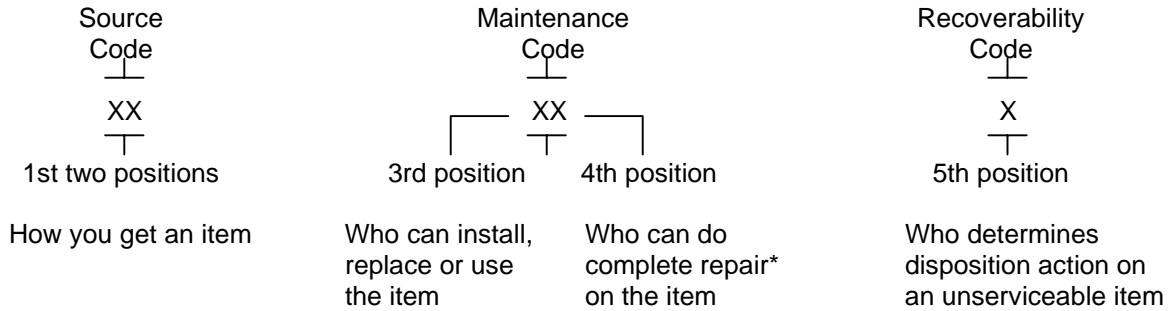 Source
Code
XX
1st two positions
How you get an item
Maintenance
Code
XX
3rd position
4th position
Who can install,
replace or use
the item
Who can do
complete repair*
on the item
Recoverability
Code
X
5th position
Who determines
disposition action on
an unserviceable item